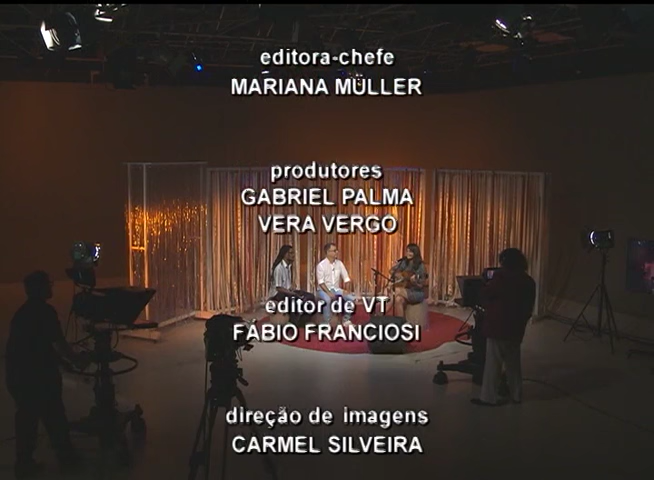 editora-chefe
MARIANA MÜLLER
produtores
GABRIEL PALMA
VERA VERGO
editor de VT
FÁBIO FRANCIOSI
direção de imagens
CARMEL SILVEIRA